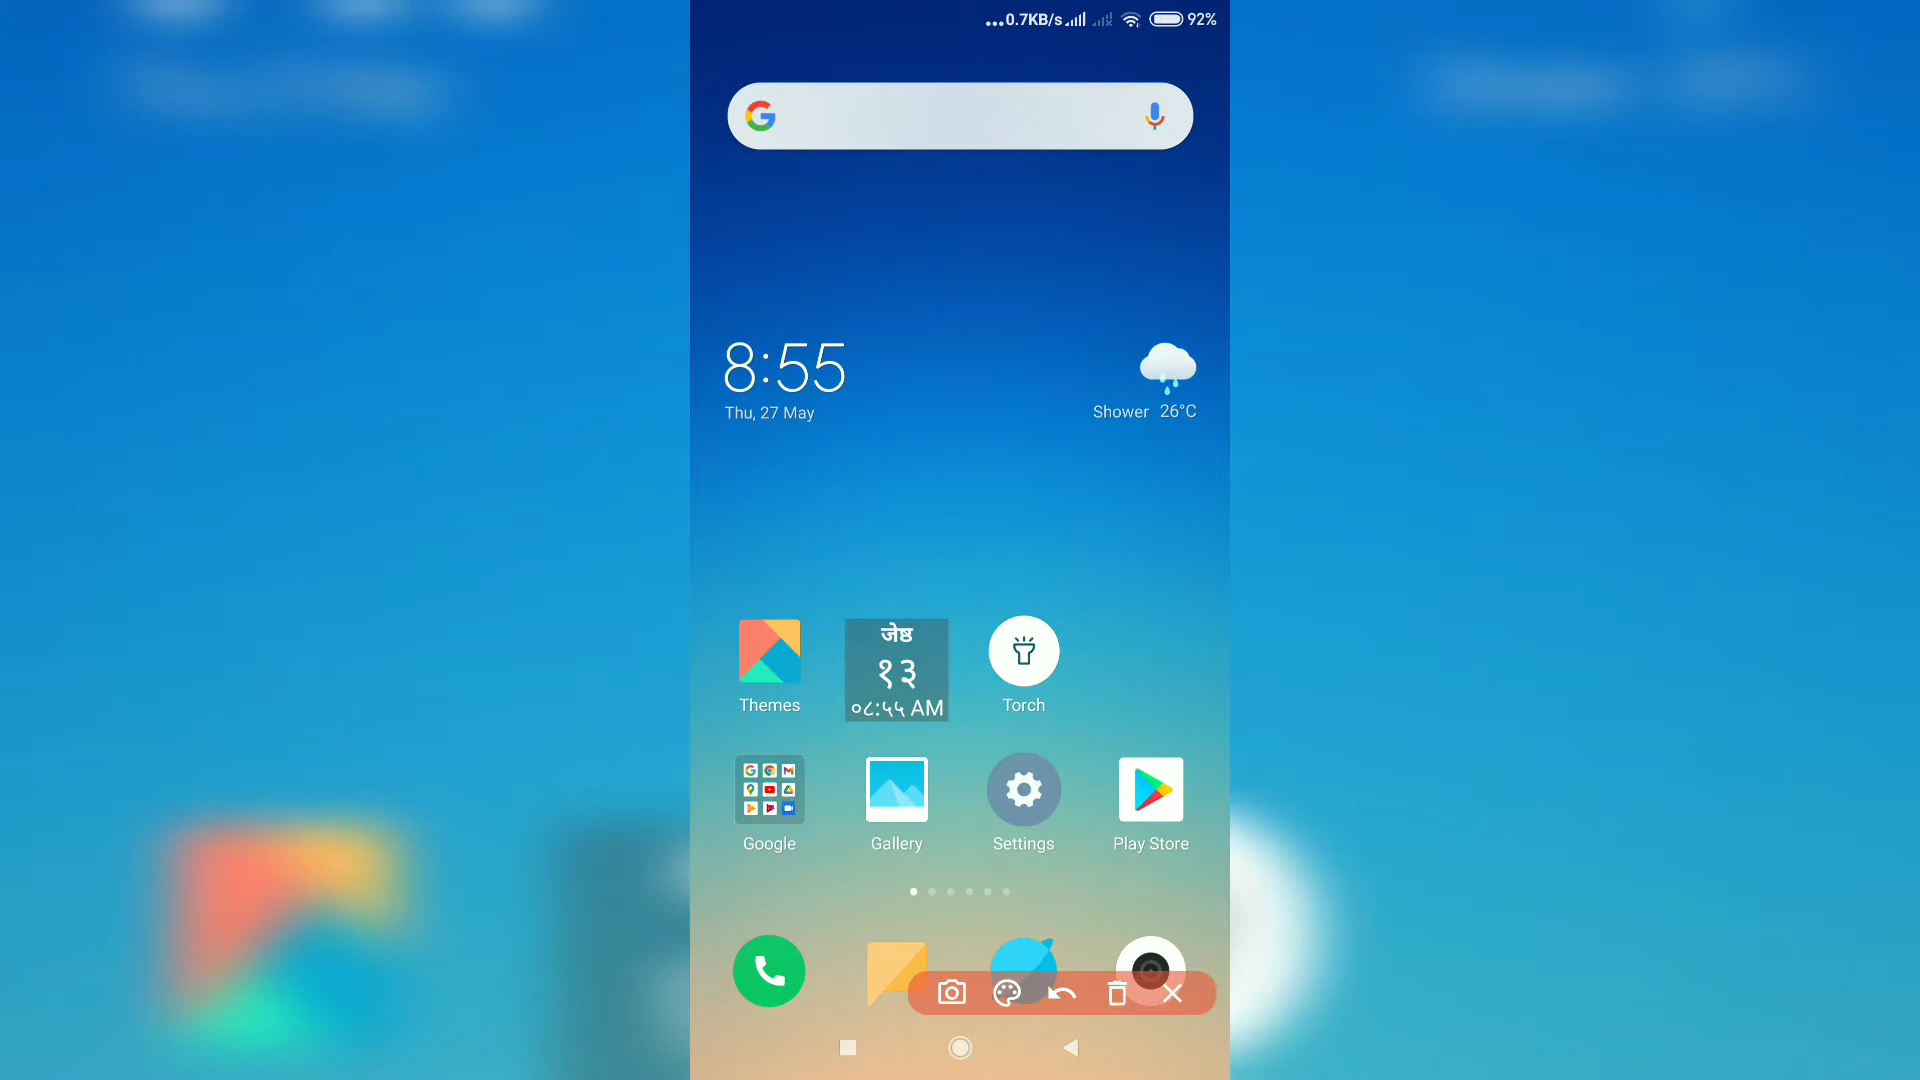 ...0.7KB/s 92%
8:55
Thu, 27 May
Shower 26°C
जेष्ठ
१३
०८:५५ AM
Themes
Torch
Google
Gallery
Settings
Play Store